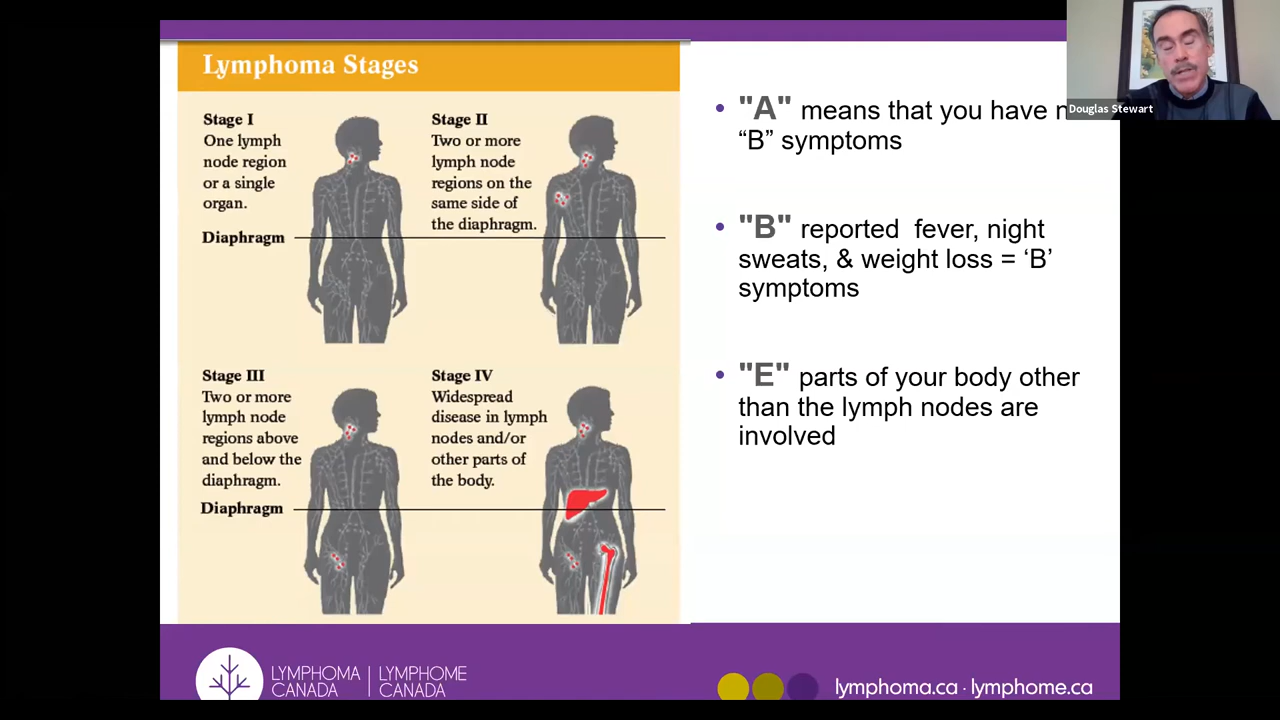 Lymphoma Stages
Stage I
One lymph
node region
or a single
organ.
Diaphragm
Stage II
Two or more
lymph node
regions on the
same side of
the diaphragm.
Stage III
Two or more
lymph node
regions above
and below the
diaphragm.
Diaphragm
Stage IV
Widespread
disease in lymph
nodes and/or
other parts of
the body.
• "A" means that you have
“B” symptoms
• "B" reported fever, night
sweats, & weight loss = ‘B’
symptoms
• "E" parts of your body other
than the lymph nodes are
involved
Douglas Stewart
LYMPHOMA
CANADA
LYMPHOME
CANADA
lymphoma.ca · lymphome.ca